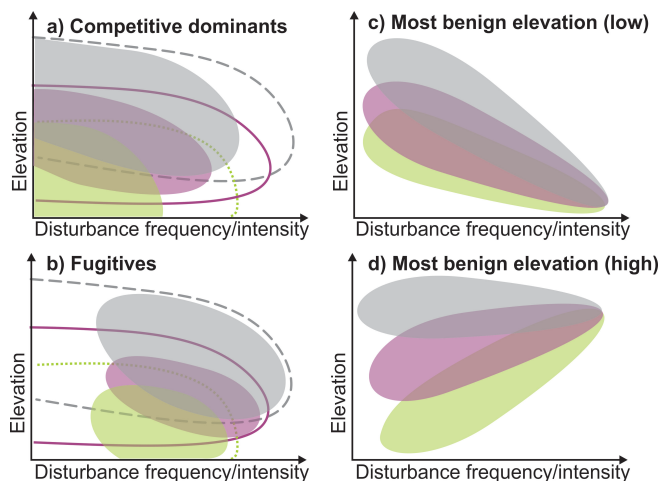 a) Competitive dominants
Elevation
Disturbance frequency/intensity
b) Fugitives
Elevation
Disturbance frequency/intensity
c) Most benign elevation (low)
Elevation
Disturbance frequency/intensity
d) Most benign elevation (high)
Elevation
Disturbance frequency/intensity